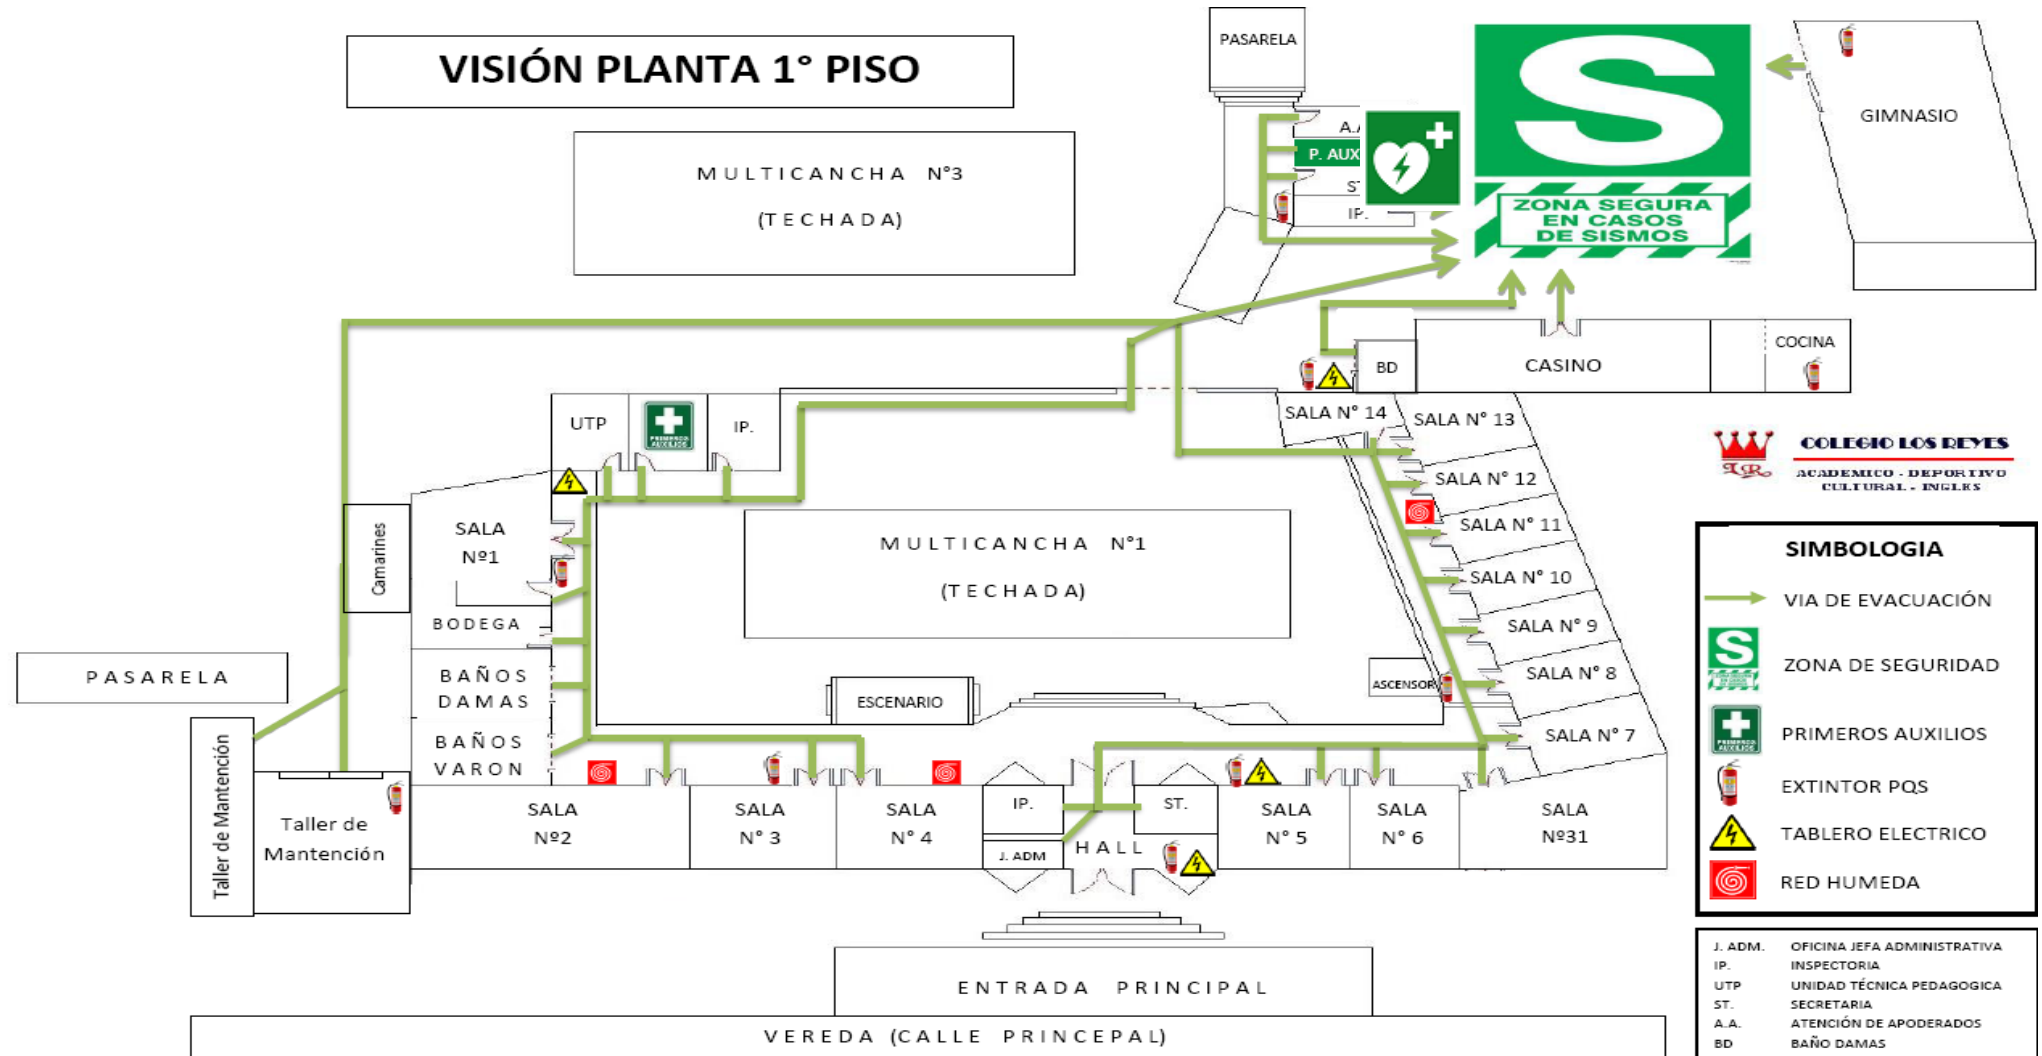 VISIÓN PLANTA 1° PISO
PASARELA
GIMNASIO
MULTICANCHA N°3
(TECHADA)
A.A
P. AUX
ST
IP.
S
ZONA SEGURA
EN CASOS
DE SISMOS
BD
CASINO
COCINA
UTP
PRIMEROS
AUXILIOS
IP.
SALA N° 14
SALA N° 13
SALA N° 12
SALA N° 11
SALA N° 10
SALA N° 9
SALA N° 8
SALA N° 7
COLEGIO LOS REYES
ACADEMICO - DEPORTIVO
CULTURAL - INGLES
SALA
Nº1
Camarines
BODEGA
BAÑOS
DAMAS
BAÑOS
VARON
MULTICANCHA N°1
(TECHADA)
ESCENARIO
ASCENSOR
PASARELA
Taller de Mantención
Taller de
Mantención
SALA
Nº2
SALA
N° 3
SALA
N° 4
IP.
J. ADM
HALL
ST.
SALA
N° 5
SALA
N° 6
SALA
Nº31
ENTRADA PRINCIPAL
VEREDA (CALLE PRINCEPAL)
SIMBOLOGIA
VIA DE EVACUACIÓN
S
ZONA DE SEGURIDAD
PRIMEROS
AUXILIOS
PRIMEROS AUXILIOS
EXTINTOR PQS
TABLERO ELECTRICO
RED HUMEDA
J. ADM. OFICINA JEFA ADMINISTRATIVA
IP. INSPECTORIA
UTP UNIDAD TÉCNICA PEDAGOGICA
ST. SECRETARIA
A.A. ATENCIÓN DE APODERADOS
BD BAÑO DAMAS